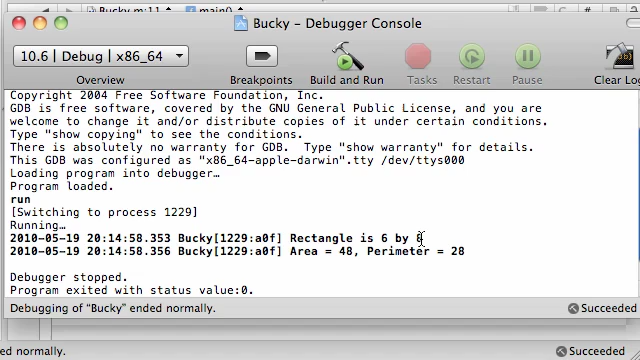 Bucky.m:11 main()
Bucky – Debugger Console
10.6 | Debug | x86_64
Overview
Breakpoints
Build and Run
Tasks
Restart
Pause
Clear Log
Copyright 2004 Free Software Foundation, Inc.
GDB is free software, covered by the GNU General Public License, and you are
welcome to change it and/or distribute copies of it under certain conditions.
Type "show copying" to see the conditions.
There is absolutely no warranty for GDB.  Type "show warranty" for details.
This GDB was configured as "x86_64-apple-darwin".tty /dev/ttys000
Loading program into debugger…
Program loaded.
run
[Switching to process 1229]
Running…
2010-05-19 20:14:58.353 Bucky[1229:a0f] Rectangle is 6 by 8
2010-05-19 20:14:58.356 Bucky[1229:a0f] Area = 48, Perimeter = 28
Debugger stopped.
Program exited with status value:0.
Debugging of "Bucky" ended normally.
Succeeded
ed normally.
Succeeded